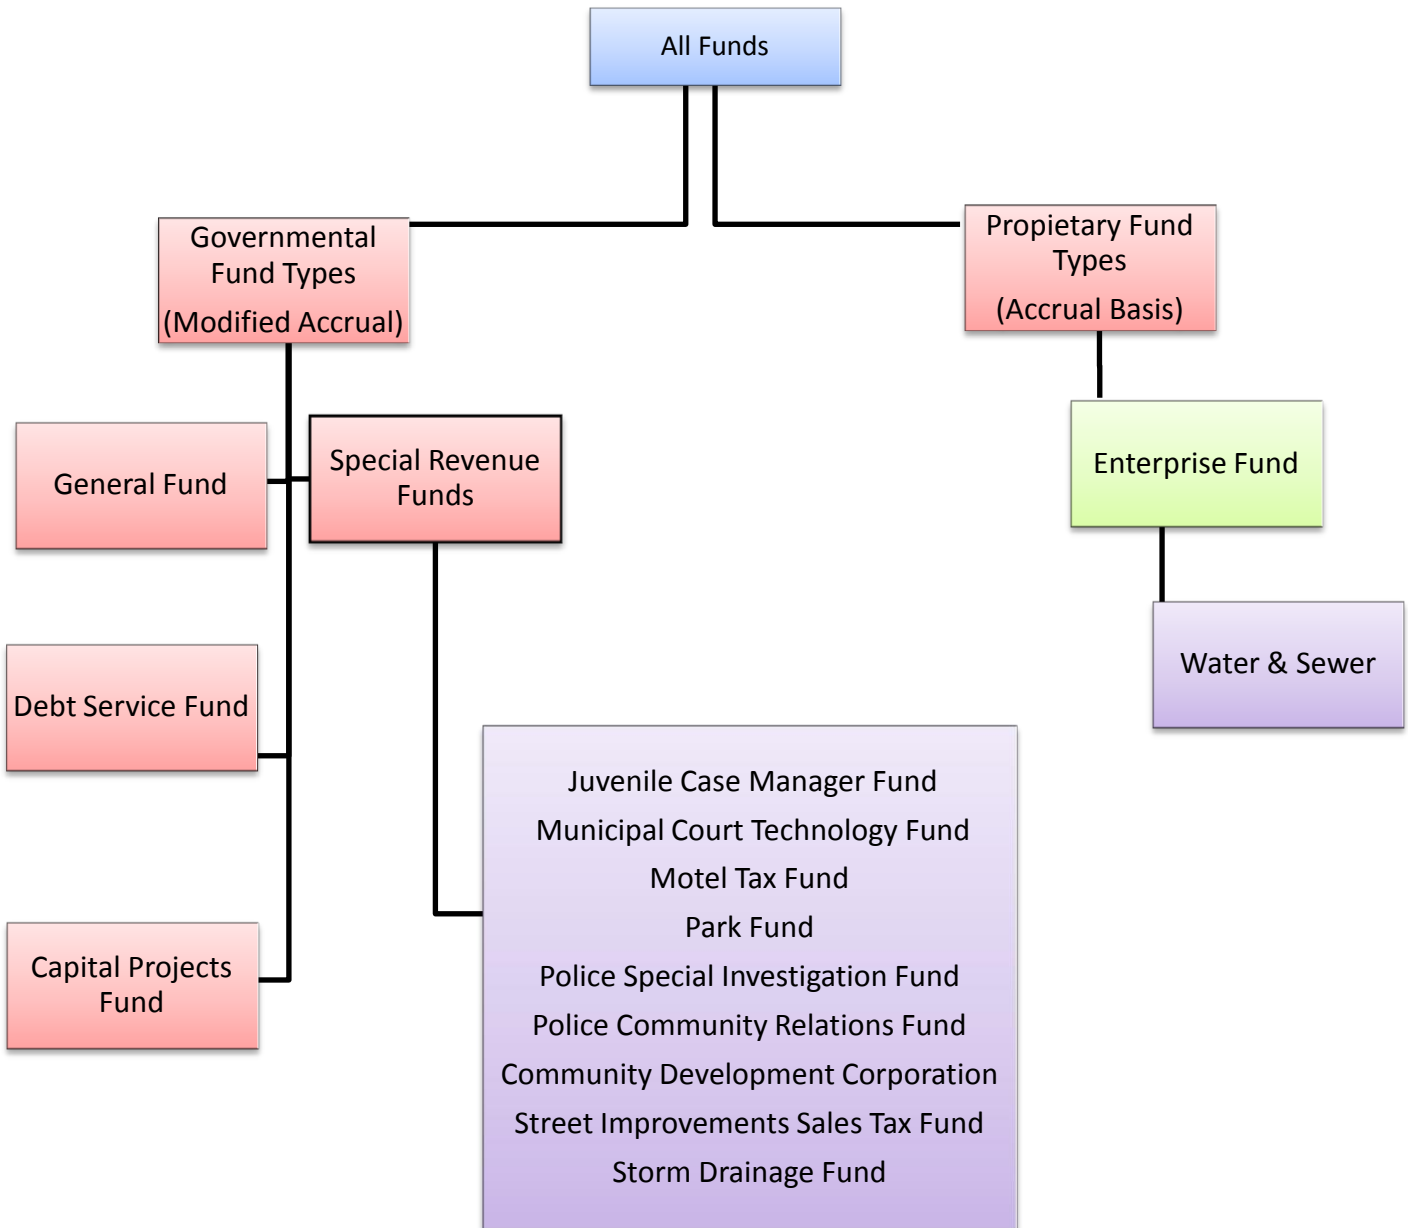 All Funds
Governmental
Fund Types
(Modified Accrual)
Propietary Fund
Types
(Accrual Basis)
General Fund
Special Revenue
Funds
Enterprise Fund
Debt Service Fund
Water & Sewer
Capital Projects
Fund
Juvenile Case Manager Fund
Municipal Court Technology Fund
Motel Tax Fund
Park Fund
Police Special Investigation Fund
Police Community Relations Fund
Community Development Corporation
Street Improvements Sales Tax Fund
Storm Drainage Fund